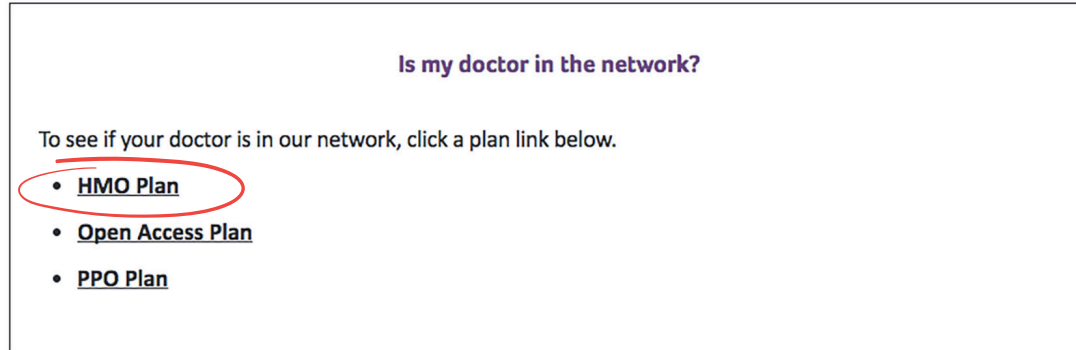 Is my doctor in the network?
To see if your doctor is in our network, click a plan link below.
• HMO Plan
• Open Access Plan
• PPO Plan